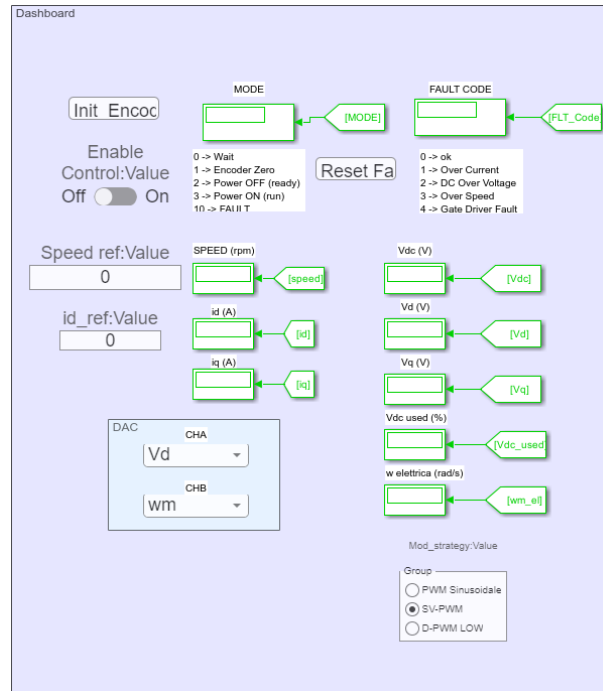 Dashboard
MODE
FAULT CODE
Init Encoc
[MODE]
[FLT_Code
Enable
Control:Value
Off On
0 -> Wait
1 -> Encoder Zero
2 -> Power OFF (ready)
3 -> Power ON (run)
10 -> FAULT
Reset Fa
0 -> ok
1 -> Over Current
2 -> DC Over Voltage
3 -> Over Speed
4 -> Gate Driver Fault
Speed ref:Value
0
SPEED (rpm)
[speed]
Vdc (V)
[Vdc]
id_ref:Value
0
id (A)
[id]
Vd (V)
[Vd]
iq (A)
[iq]
Vq (V)
[Vq]
DAC
CHA
Vd
CHB
wm
Vdc used (%)
[Vdc_used
w elettrica (rad/s)
[wm_el]
Mod_strategy:Value
Group
PWM Sinusoidale
SV-PWM
D-PWM LOW